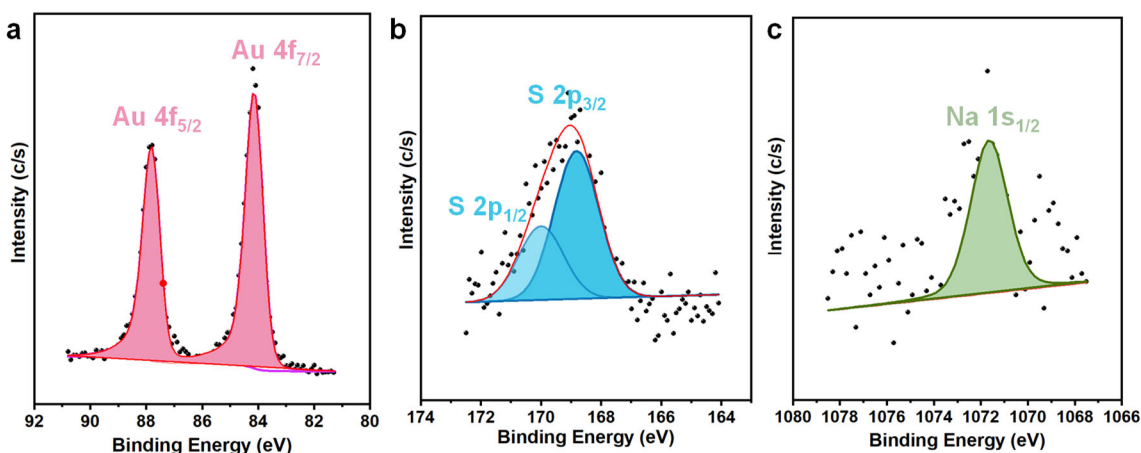 a
Au 4f7/2
Au 4f5/2
Intensity (c/s)
92 90 88 86 84 82 80
Binding Energy (eV)
b
S 2p3/2
S 2p1/2
Intensity (c/s)
174 172 170 168 166 164
Binding Energy (eV)
c
Na 1s1/2
Intensity (c/s)
1080 1078 1076 1074 1072 1070 1068 1066
Binding Energy (eV)